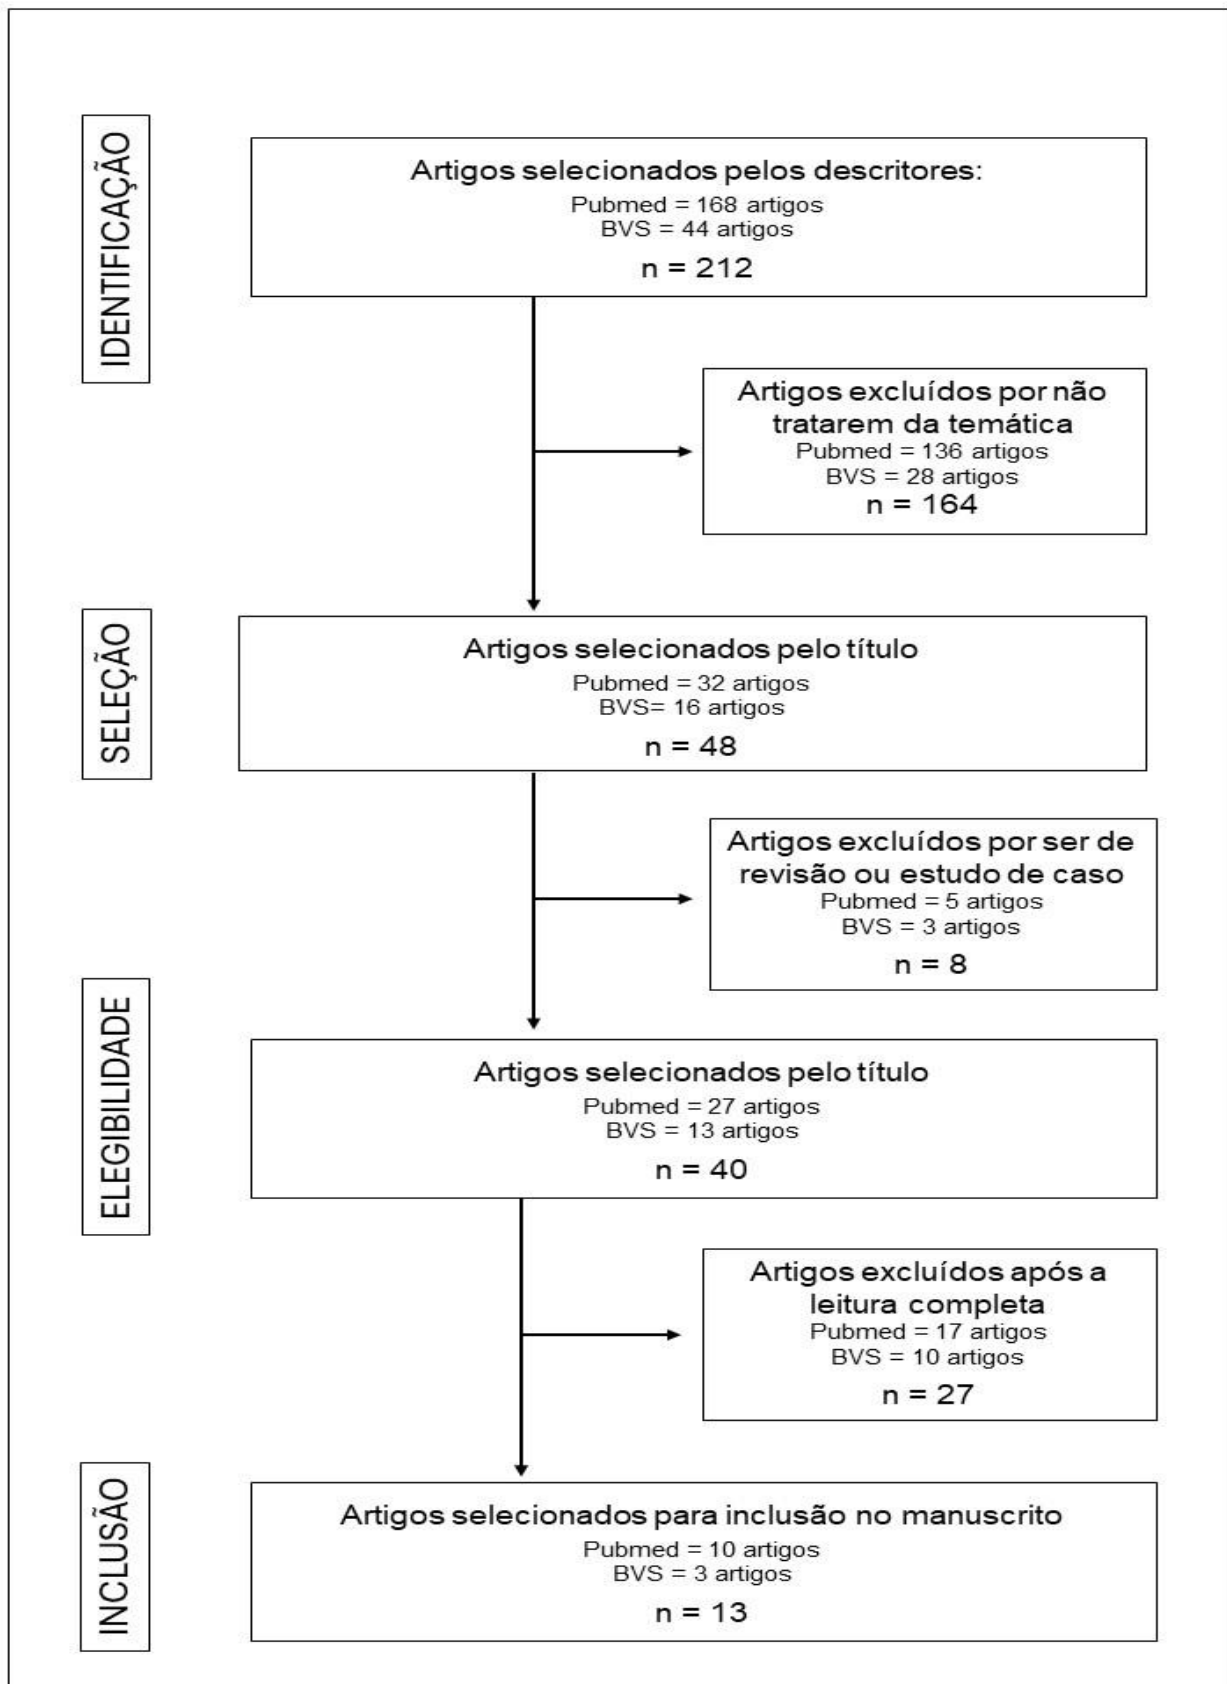 IDENTIFICAÇÃO
Artigos selecionados pelos descritores:
Pubmed = 168 artigos
BVS = 44 artigos
n = 212
Artigos excluídos por não
tratarem da temática
Pubmed = 136 artigos
BVS = 28 artigos
n = 164
SELEÇÃO
Artigos selecionados pelo título
Pubmed = 32 artigos
BVS= 16 artigos
n = 48
Artigos excluídos por ser de
revisão ou estudo de caso
Pubmed = 5 artigos
BVS = 3 artigos
n = 8
ELEGIBILIDADE
Artigos selecionados pelo título
Pubmed = 27 artigos
BVS = 13 artigos
n = 40
Artigos excluídos após a
leitura completa
Pubmed = 17 artigos
BVS = 10 artigos
n = 27
INCLUSÃO
Artigos selecionados para inclusão no manuscrito
Pubmed = 10 artigos
BVS = 3 artigos
n = 13